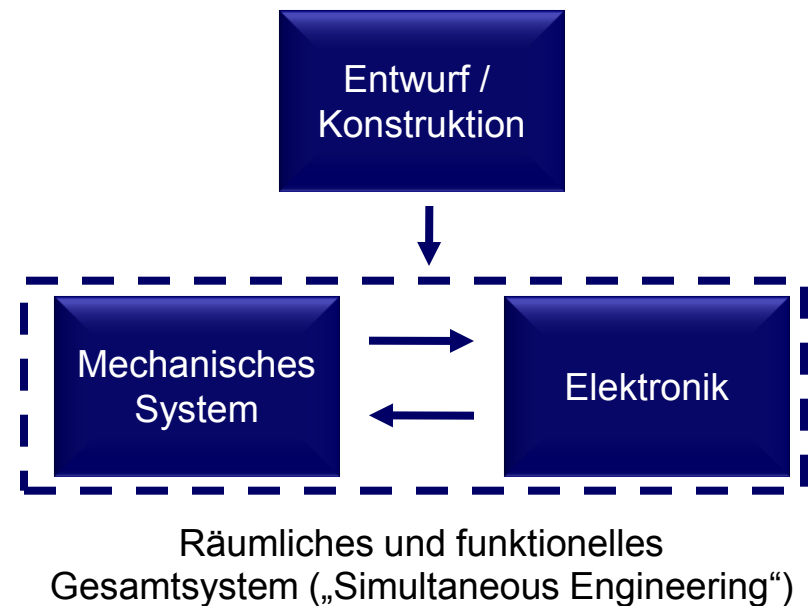 Entwurf /
Konstruktion
Mechanisches
System
Elektronik
Räumliches und funktionelles
Gesamtsystem („Simultaneous Engineering“)